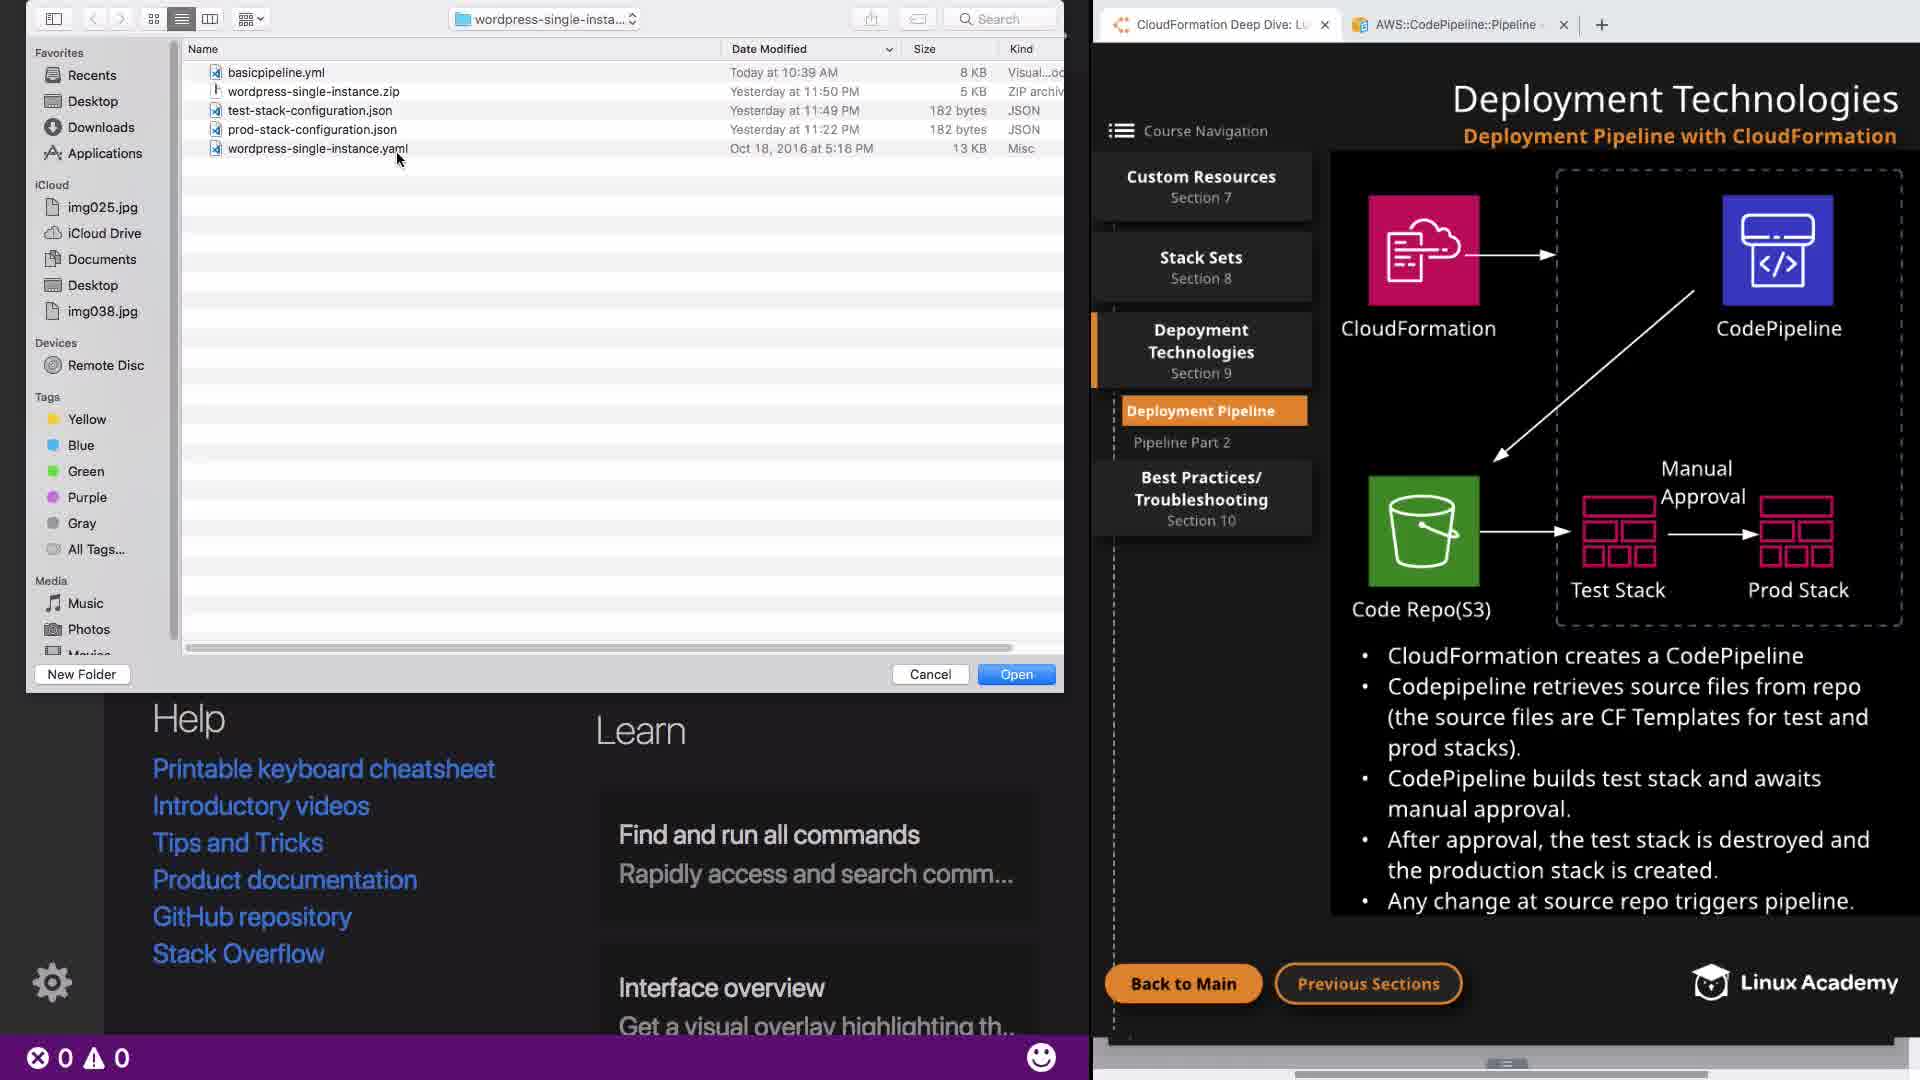 wordpress-single-insta...
Search
Favorites
Recents
Desktop
Downloads
Applications
iCloud
img025.jpg
iCloud Drive
Documents
Desktop
img038.jpg
Devices
Remote Disc
Tags
Yellow
Blue
Green
Purple
Gray
All Tags...
Media
Music
Photos
Movies
Name Date Modified Size Kind
basicpipeline.yml Today at 10:39 AM 8 KB Visual...oc
wordpress-single-instance.zip Yesterday at 11:50 PM 5 KB ZIP archiv
test-stack-configuration.json Yesterday at 11:49 PM 182 bytes JSON
prod-stack-configuration.json Yesterday at 11:22 PM 182 bytes JSON
wordpress-single-instance.yaml Oct 18, 2016 at 5:16 PM 13 KB Misc
New Folder
Cancel
Open
Help
Printable keyboard cheatsheet
Introductory videos
Tips and Tricks
Product documentation
GitHub repository
Stack Overflow
Learn
Find and run all commands
Rapidly access and search comm...
Interface overview
Get a visual overlay highlighting th...
0 0
CloudFormation Deep Dive: Lu
AWS::CodePipeline::Pipeline -
Deployment Technologies
Deployment Pipeline with CloudFormation
Course Navigation
Custom Resources
Section 7
Stack Sets
Section 8
Depoyment
Technologies
Section 9
Deployment Pipeline
Pipeline Part 2
Best Practices/
Troubleshooting
Section 10
CloudFormation
CodePipeline
Manual
Approval
Code Repo(S3)
Test Stack
Prod Stack
• CloudFormation creates a CodePipeline
• Codepipeline retrieves source files from repo
(the source files are CF Templates for test and
prod stacks).
• CodePipeline builds test stack and awaits
manual approval.
• After approval, the test stack is destroyed and
the production stack is created.
• Any change at source repo triggers pipeline.
Back to Main
Previous Sections
Linux Academy